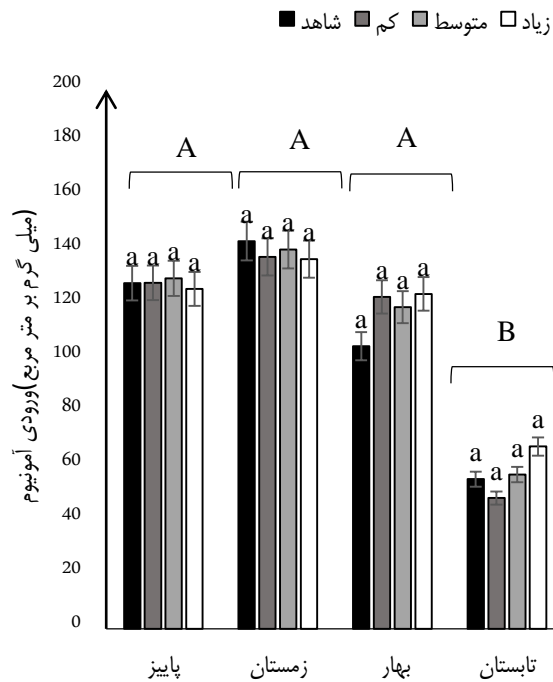 شاهد کم متوسط زیاد
200
180
160
140
120
100
80
60
40
20
0
ورودی آمونیوم(میلی گرم بر متر مربع)
A
A
A
B
a a a a
a a a a
a a a a
a a a a
پاییز زمستان بهار تابستان